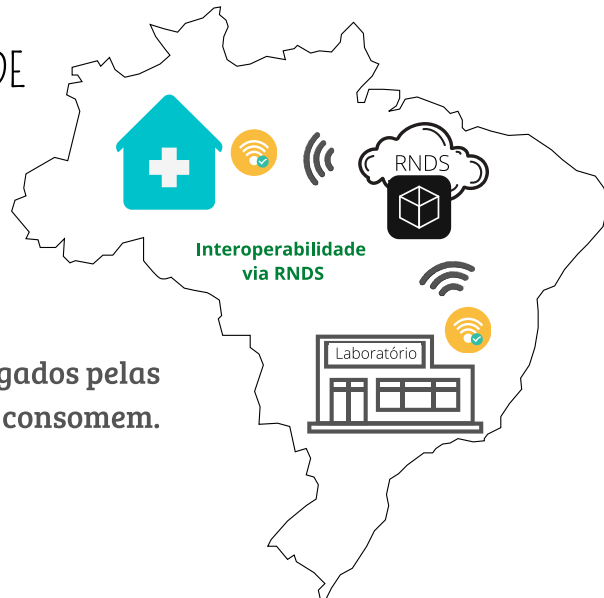 DE
RNDS
Interoperabilidade
via RNDS
Laboratório
gados pelas
consomem.